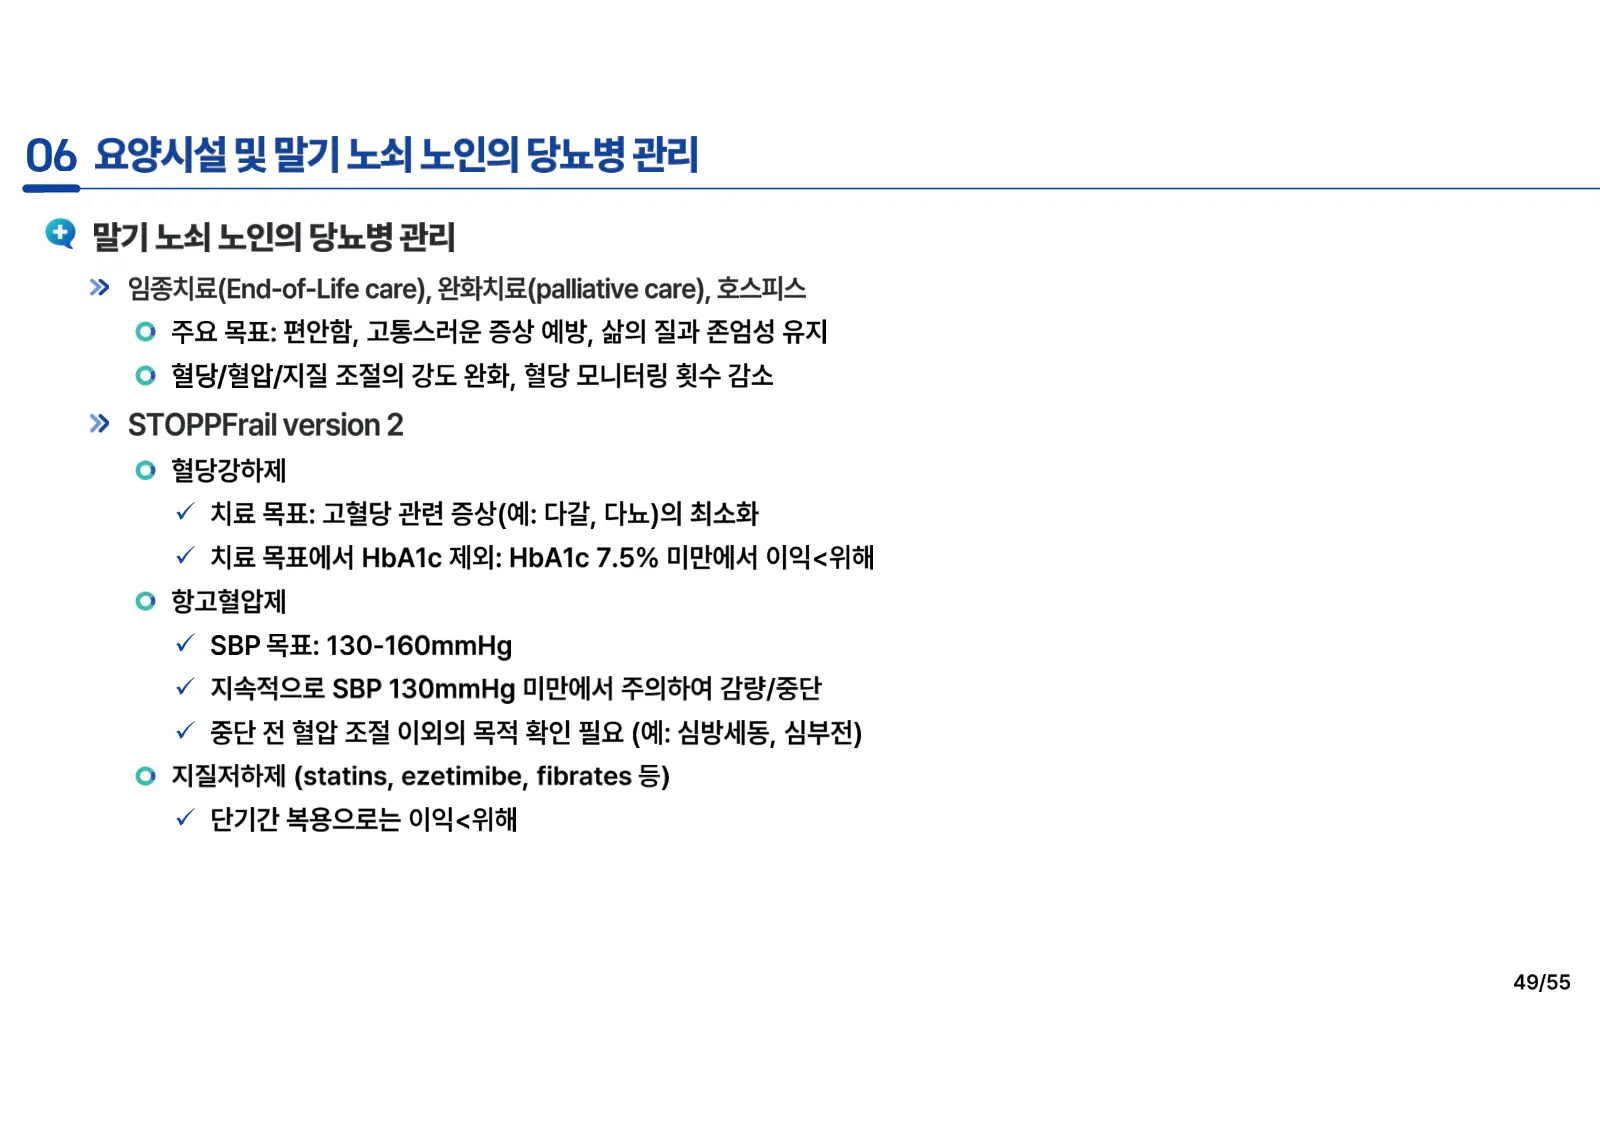 06 요양시설 및 말기 노쇠 노인의 당뇨병 관리
말기 노쇠 노인의 당뇨병 관리
임종치료(End-of-Life care), 완화치료(palliative care), 호스피스
주요 목표: 편안함, 고통스러운 증상 예방, 삶의 질과 존엄성 유지
혈당/혈압/지질 조절의 강도 완화, 혈당 모니터링 횟수 감소
STOPPFrail version 2
혈당강하제
치료 목표: 고혈당 관련 증상(예: 다갈, 다뇨)의 최소화
치료 목표에서 HbA1c 제외: HbA1c 7.5% 미만에서 이익<위해
항고혈압제
SBP 목표: 130-160mmHg
지속적으로 SBP 130mmHg 미만에서 주의하여 감량/중단
중단 전 혈압 조절 이외의 목적 확인 필요 (예: 심방세동, 심부전)
지질저하제 (statins, ezetimibe, fibrates 등)
단기간 복용으로는 이익<위해
49/55